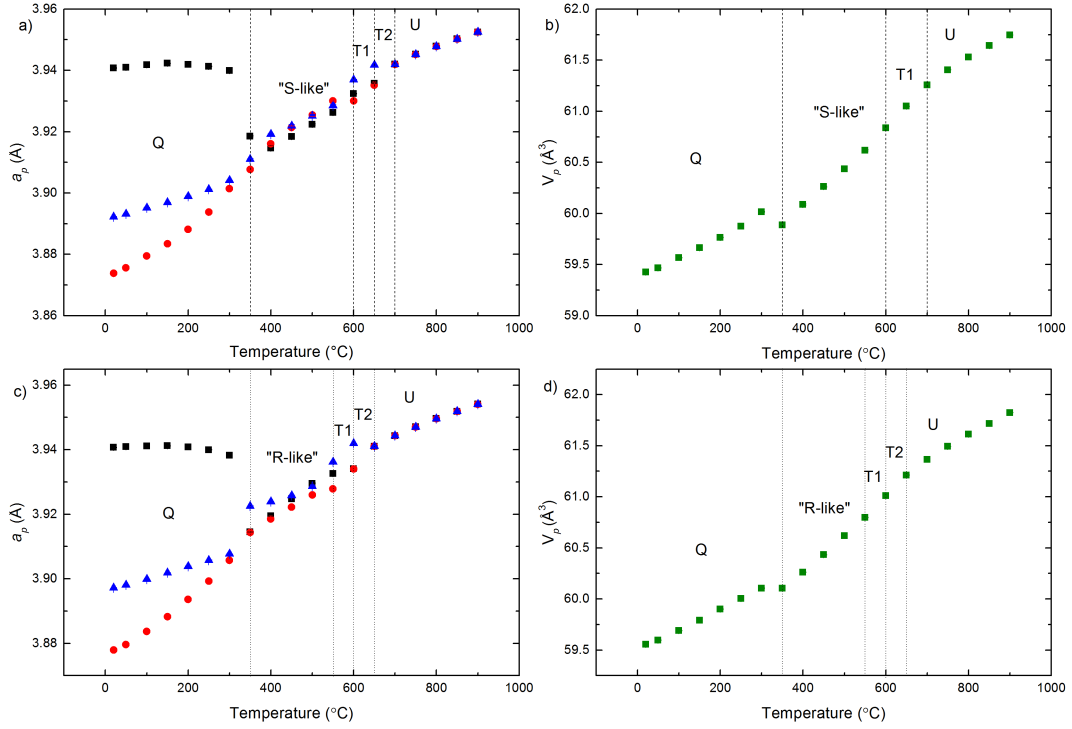 a)
3.96
3.94
3.92
3.90
3.88
3.86
a_p (Å)
Q
"S-like"
T1
T2
U
0 200 400 600 800 1000
Temperature (°C)
b)
62.0
61.5
61.0
60.5
60.0
59.5
59.0
V_p (Å³)
Q
"S-like"
T1
U
0 200 400 600 800 1000
Temperature (°C)
c)
3.96
3.94
3.92
3.90
3.88
a_p (Å)
Q
"R-like"
T1
T2
U
0 200 400 600 800 1000
Temperature (°C)
d)
62.0
61.5
61.0
60.5
60.0
59.5
V_p (Å³)
Q
"R-like"
T1
T2
U
0 200 400 600 800 1000
Temperature (°C)